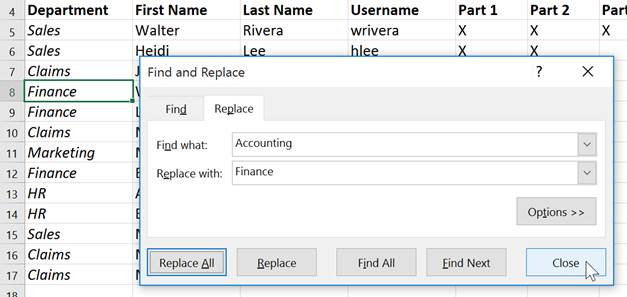 4 Department First Name Last Name Username Part 1 Part 2 Part
5 Sales Walter Rivera wrivera X X X
6 Sales Heidi Lee hlee X X
7 Claims J
8 Finance
9 Finance L
10 Claims
11 Marketing
12 Finance
13 HR
14 HR
15 Sales
16 Claims
17 Claims
18
Find and Replace ?
Find Replace
Find what: Accounting
Replace with: Finance
Options >>
Replace All Replace Find All Find Next Close